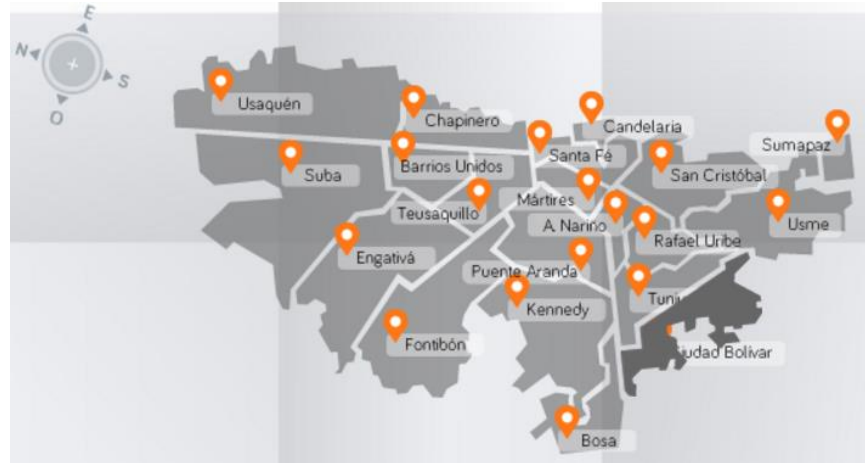 E
N
S
O
Usaquén
Chapinero
Candelaria
Sumapaz
Suba
Barrios Unidos
Santa Fé
San Cristóbal
Teusaquillo
Mártires
A. Nariño
Rafael Uribe
Usme
Engativá
Puente Aranda
Kennedy
Fontibón
Bolívar
Bosa